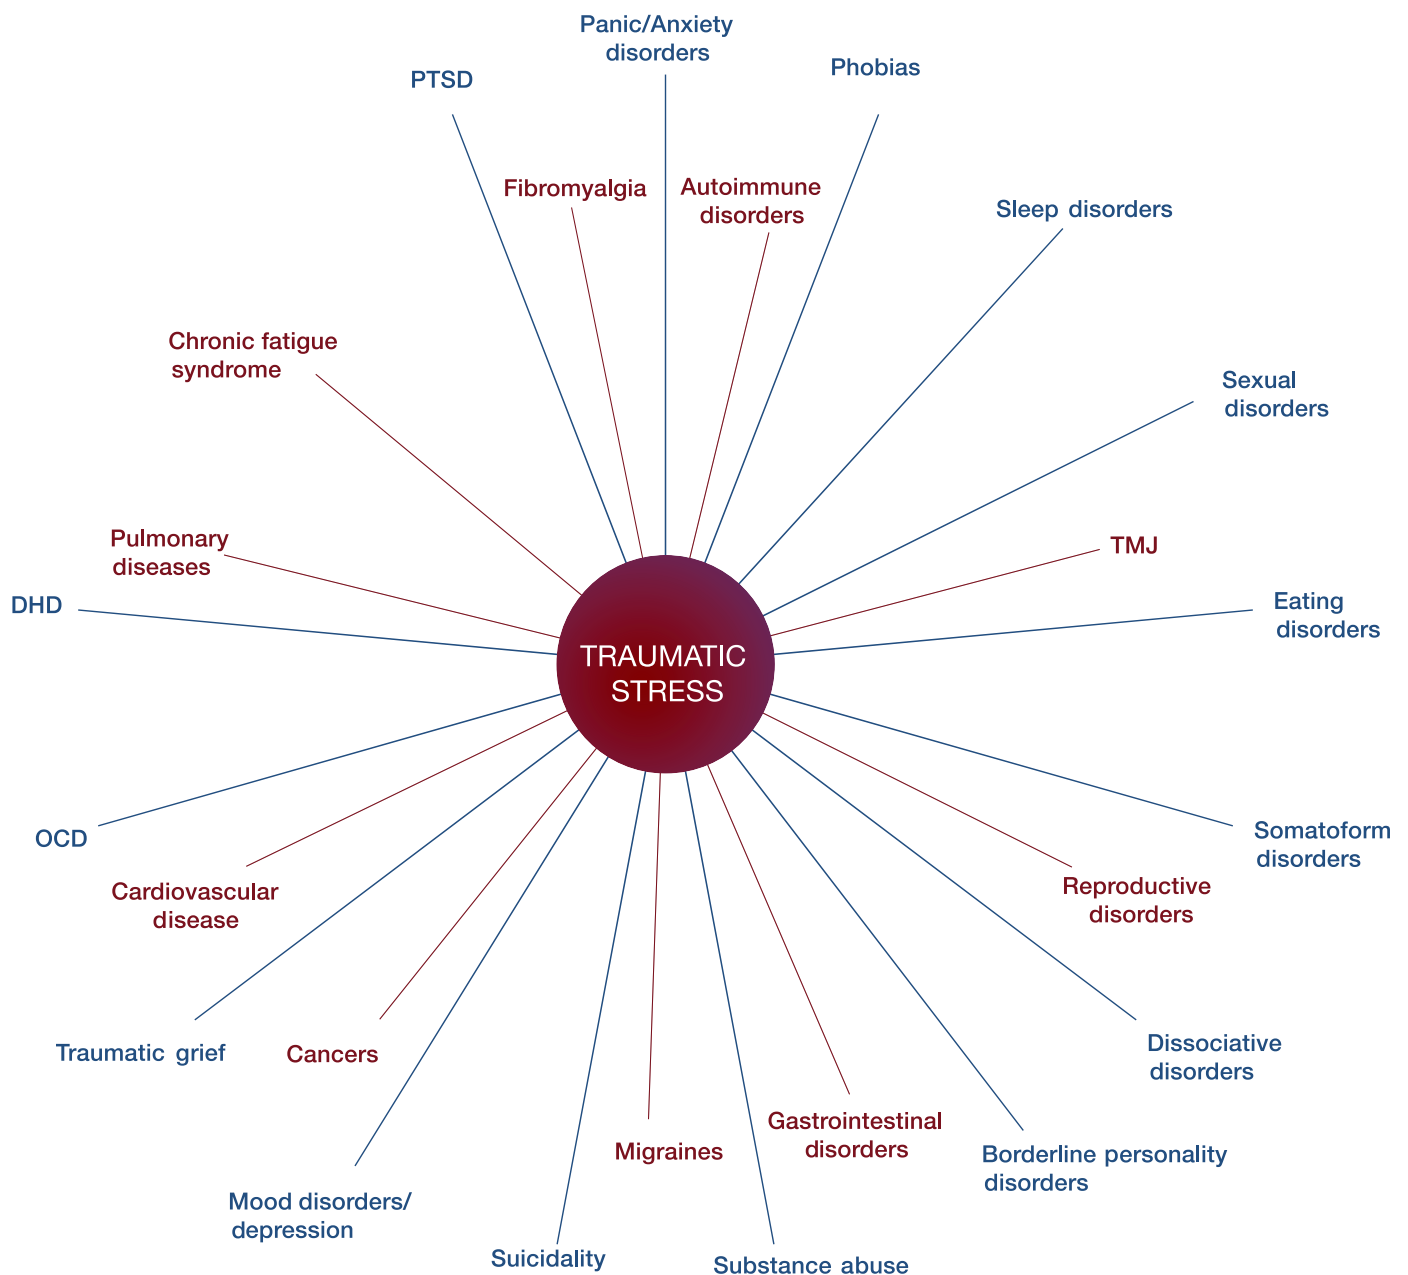 Panic/Anxiety
disorders
PTSD
Phobias
Fibromyalgia
Autoimmune
disorders
Sleep disorders
Chronic fatigue
syndrome
Sexual
disorders
Pulmonary
diseases
TMJ
DHD
Eating
disorders
TRAUMATIC
STRESS
OCD
Somatoform
disorders
Cardiovascular
disease
Reproductive
disorders
Traumatic grief
Cancers
Dissociative
disorders
Migraines
Gastrointestinal
disorders
Borderline personality
disorders
Mood disorders/
depression
Suicidality
Substance abuse